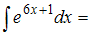 ∫e^{6x+1}dx =